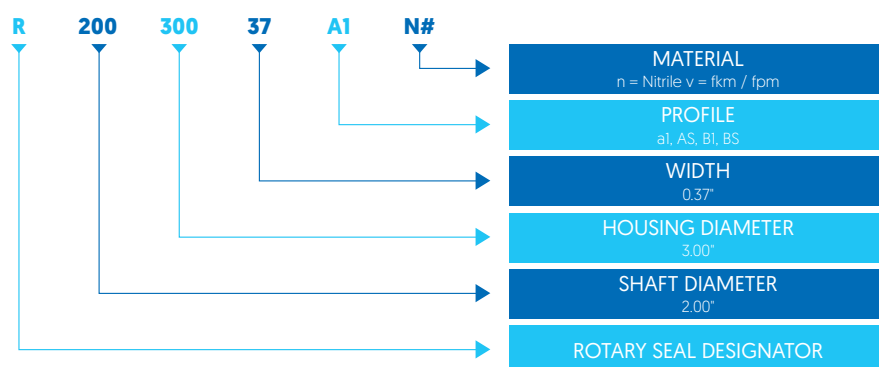 R 200 300 37 A1 N#
MATERIAL
n = Nitrile v = fkm / fpm
PROFILE
a1, AS, B1, BS
WIDTH
0.37"
HOUSING DIAMETER
3.00"
SHAFT DIAMETER
2.00"
ROTARY SEAL DESIGNATOR